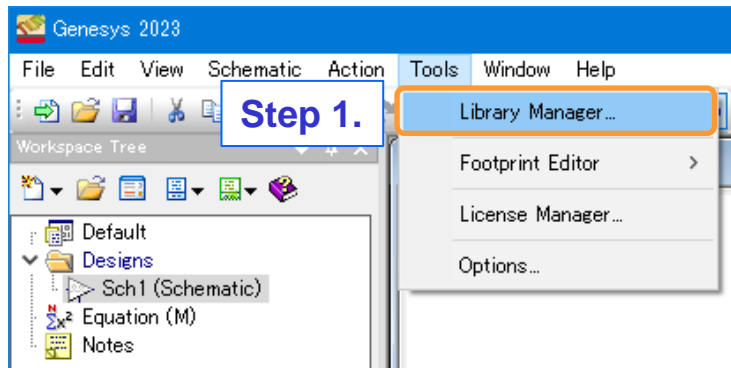 Genesys 2023
File Edit View Schematic Action Tools Window Help
Step 1.
Library Manager...
Workspace Tree
Footprint Editor
License Manager...
Options...
Default
Designs
Sch1 (Schematic)
Equation (M)
Notes